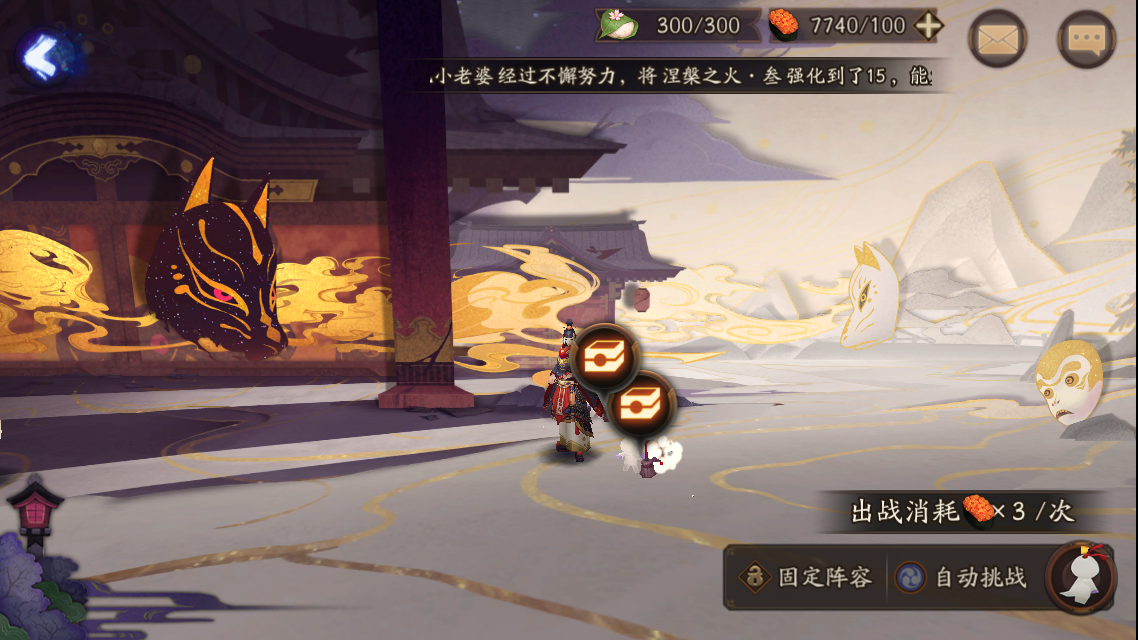 300/300
7740/100
小老婆经过不懈努力，将涅槃之火·叁强化到了15，能
出战消耗×3/次
固定阵容
自动挑战